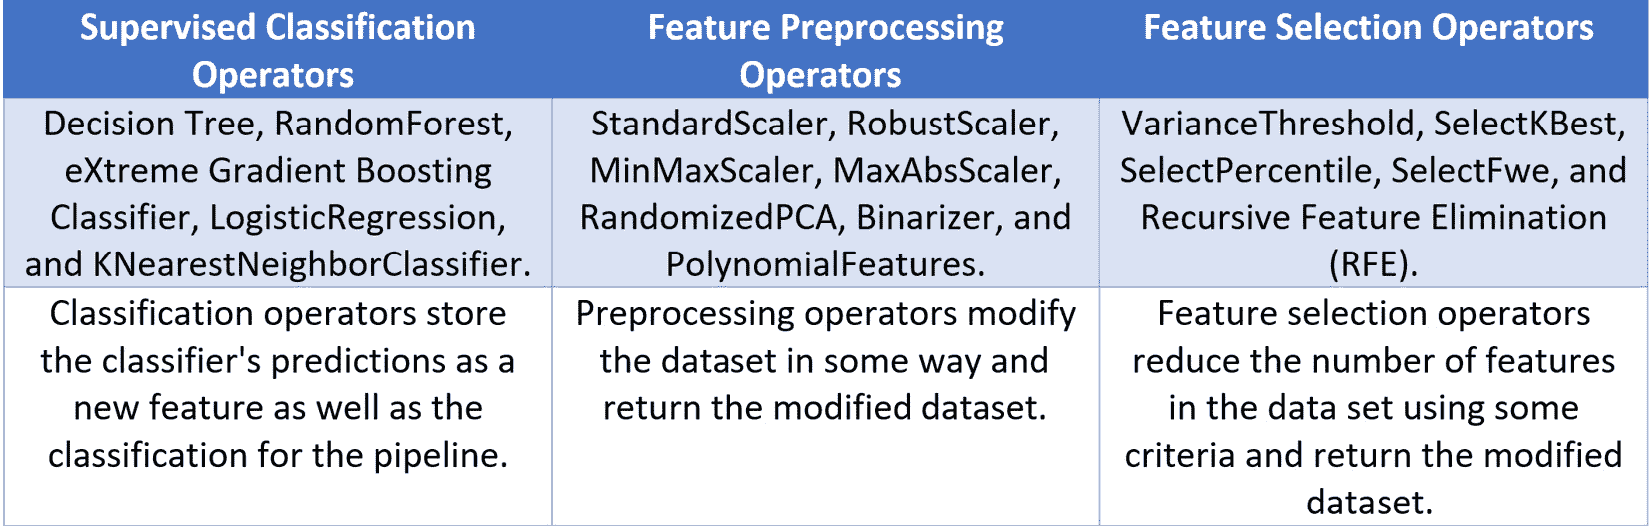 Supervised Classification
Operators
Feature Preprocessing
Operators
Feature Selection Operators
Decision Tree, RandomForest,
eXtreme Gradient Boosting
Classifier, LogisticRegression,
and KNearestNeighborClassifier.
StandardScaler, RobustScaler,
MinMaxScaler, MaxAbsScaler,
RandomizedPCA, Binarizer, and
PolynomialFeatures.
VarianceThreshold, SelectKBest,
SelectPercentile, SelectFwe, and
Recursive Feature Elimination
(RFE).
Classification operators store
the classifier's predictions as a
new feature as well as the
classification for the pipeline.
Preprocessing operators modify
the dataset in some way and
return the modified dataset.
Feature selection operators
reduce the number of features
in the data set using some
criteria and return the modified
dataset.